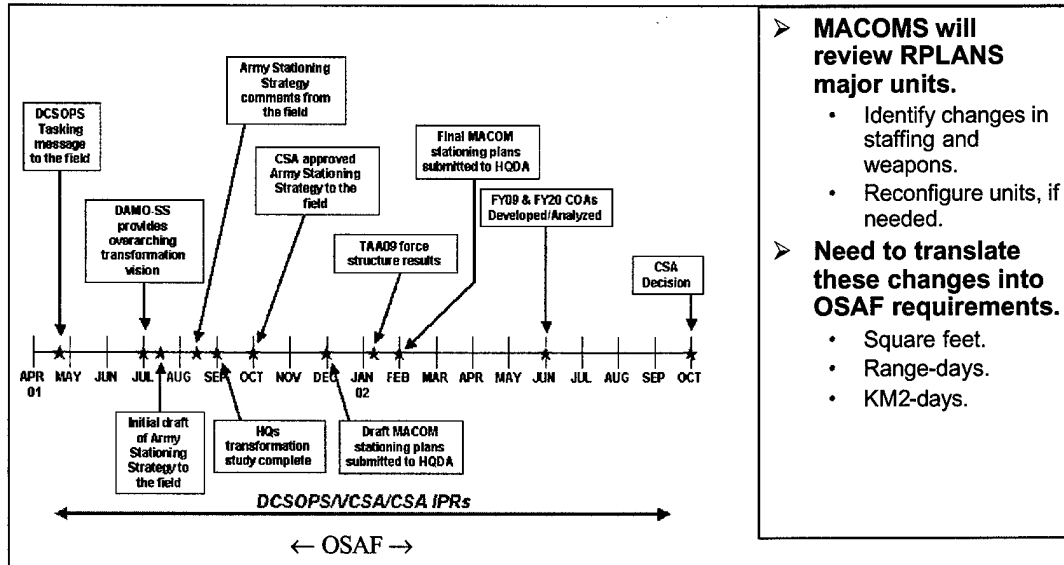 Army Stationing
Strategy
comments from
the field
DCSOPS
Tasking
message
to the field
Final MACOM
stationing plans
submitted to HQDA
CSA approved
Army Stationing
Strategy to the
field
FY09 & FY20 COAs
Developed/Analyzed
DAMO-SS
provides
overarching
transformation
vision
TAA09 force
structure results
CSA
Decision
APR MAY JUN JUL AUG SEP OCT NOV DEC JAN FEB MAR APR MAY JUN JUL AUG SEP OCT
01 02
Initial draft
of Army
Stationing
Strategy to
the field
HQs
transformation
study complete
Draft MACOM
stationing plans
submitted to HQDA
DCSOPS/VCSA/CSA IPRs
← OSAF →
➢ MACOMS will
review RPLANS
major units.
• Identify changes in
staffing and
weapons.
• Reconfigure units, if
needed.
➢ Need to translate
these changes into
OSAF requirements.
• Square feet.
• Range-days.
• KM2-days.